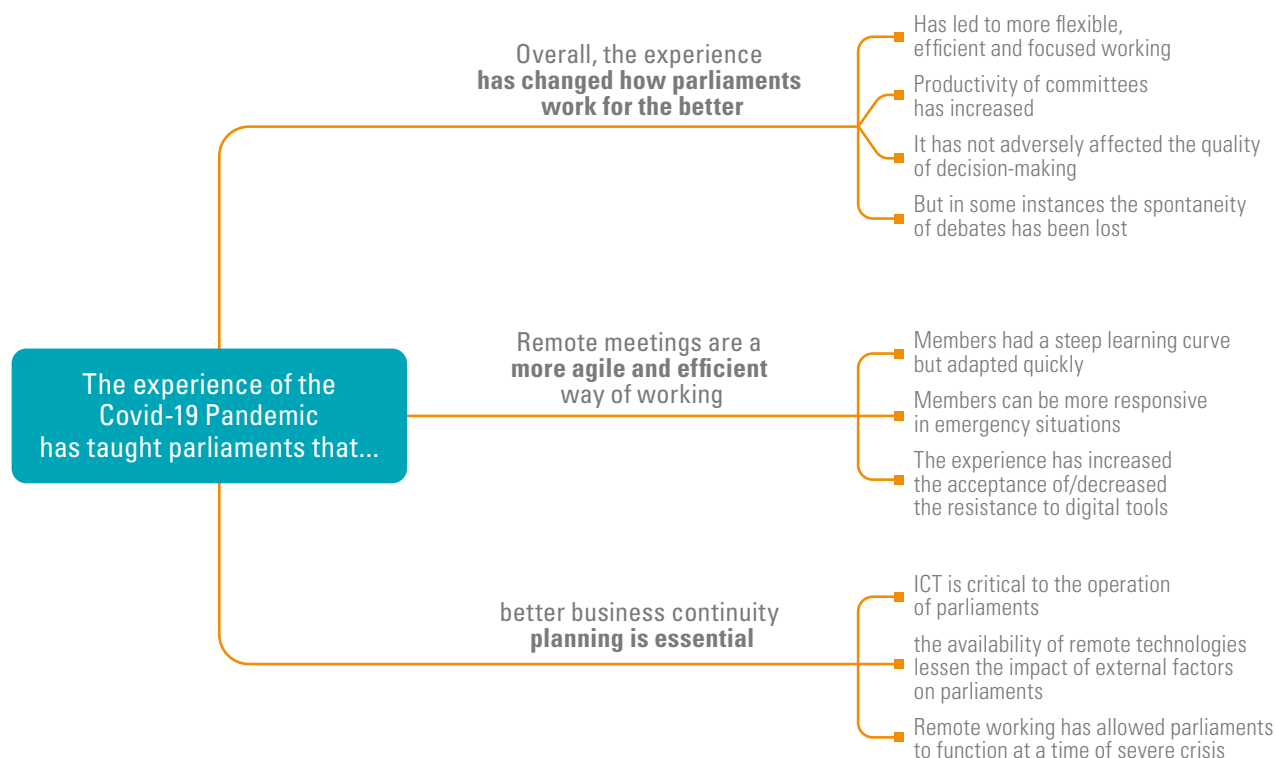 The experience of the
Covid-19 Pandemic
has taught parliaments that...
Overall, the experience
has changed how parliaments
work for the better
Has led to more flexible,
efficient and focused working
Productivity of committees
has increased
It has not adversely affected the quality
of decision-making
But in some instances the spontaneity
of debates has been lost
Remote meetings are a
more agile and efficient
way of working
Members had a steep learning curve
but adapted quickly
Members can be more responsive
in emergency situations
The experience has increased
the acceptance of/decreased
the resistance to digital tools
better business continuity
planning is essential
ICT is critical to the operation
of parliaments
the availability of remote technologies
lessen the impact of external factors
on parliaments
Remote working has allowed parliaments
to function at a time of severe crisis